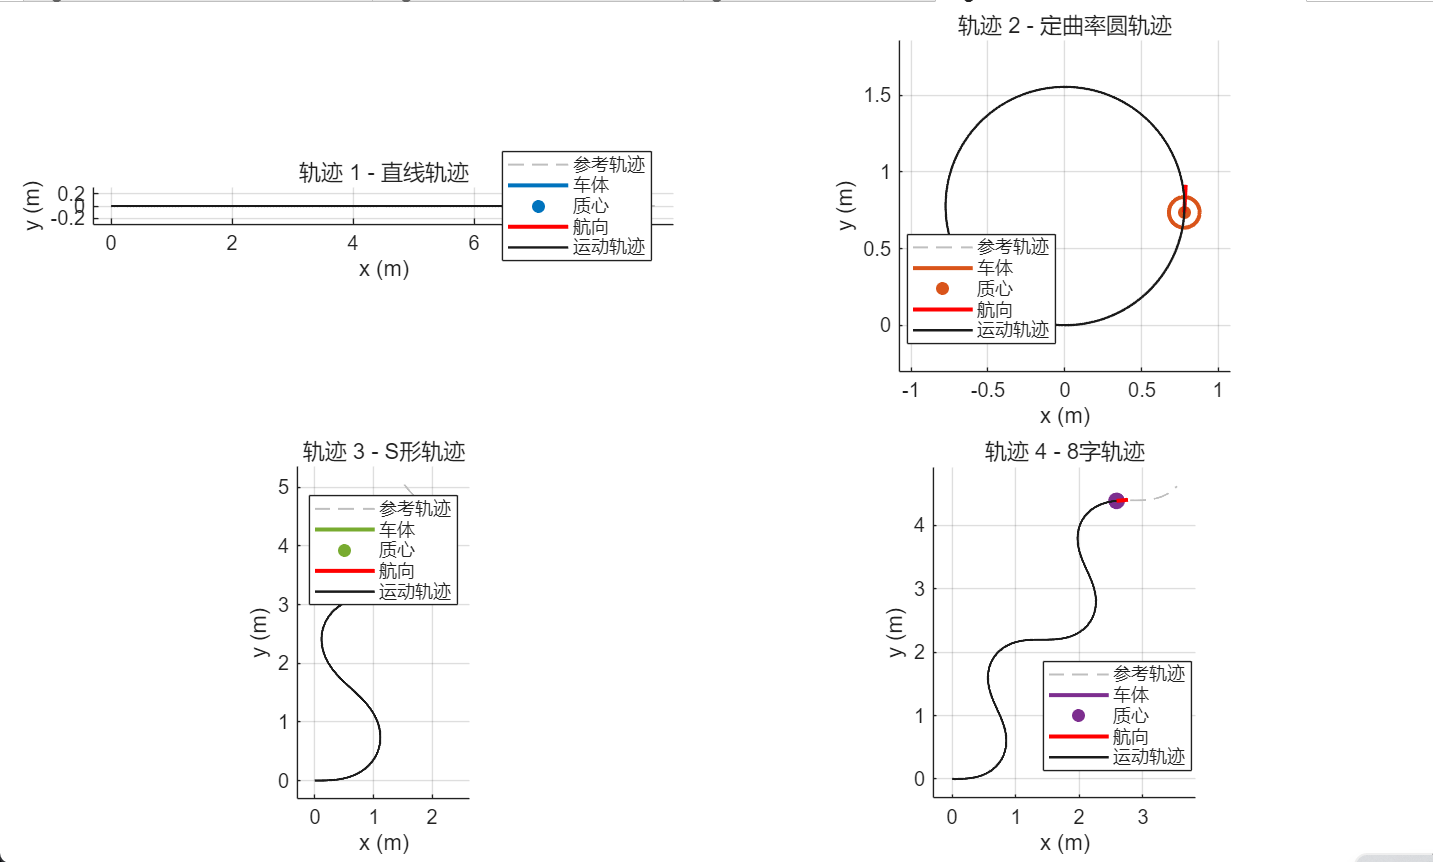 轨迹 1 - 直线轨迹
y (m)
0.2
0
-0.2
0
2
4
6
x (m)
参考轨迹
车体
质心
航向
运动轨迹
轨迹 2 - 定曲率圆轨迹
y (m)
1.5
1
0.5
0
-1
-0.5
0
0.5
1
x (m)
参考轨迹
车体
质心
航向
运动轨迹
轨迹 3 - S形轨迹
y (m)
5
4
3
2
1
0
0
1
2
x (m)
参考轨迹
车体
质心
航向
运动轨迹
轨迹 4 - 8字轨迹
y (m)
4
3
2
1
0
0
1
2
3
x (m)
参考轨迹
车体
质心
航向
运动轨迹